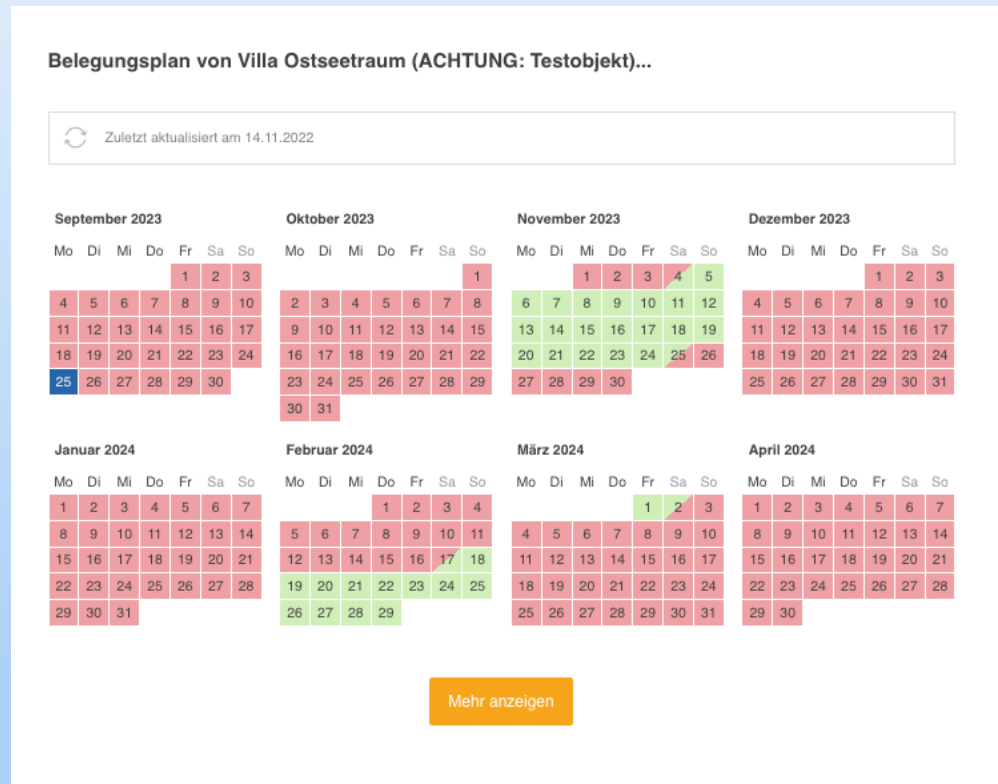 Belegungsplan von Villa Ostseetraum (ACHTUNG: Testobjekt)...
Zuletzt aktualisiert am 14.11.2022
September 2023
Mo Di Mi Do Fr Sa So
1 2 3
4 5 6 7 8 9 10
11 12 13 14 15 16 17
18 19 20 21 22 23 24
25 26 27 28 29 30
Oktober 2023
Mo Di Mi Do Fr Sa So
1
2 3 4 5 6 7 8
9 10 11 12 13 14 15
16 17 18 19 20 21 22
23 24 25 26 27 28 29
30 31
November 2023
Mo Di Mi Do Fr Sa So
1 2 3 4 5
6 7 8 9 10 11 12
13 14 15 16 17 18 19
20 21 22 23 24 25 26
27 28 29 30
Dezember 2023
Mo Di Mi Do Fr Sa So
1 2 3
4 5 6 7 8 9 10
11 12 13 14 15 16 17
18 19 20 21 22 23 24
25 26 27 28 29 30 31
Januar 2024
Mo Di Mi Do Fr Sa So
1 2 3 4 5 6 7
8 9 10 11 12 13 14
15 16 17 18 19 20 21
22 23 24 25 26 27 28
29 30 31
Februar 2024
Mo Di Mi Do Fr Sa So
1 2 3 4
5 6 7 8 9 10 11
12 13 14 15 16 17 18
19 20 21 22 23 24 25
26 27 28 29
März 2024
Mo Di Mi Do Fr Sa So
1 2 3
4 5 6 7 8 9 10
11 12 13 14 15 16 17
18 19 20 21 22 23 24
25 26 27 28 29 30 31
April 2024
Mo Di Mi Do Fr Sa So
1 2 3 4 5 6 7
8 9 10 11 12 13 14
15 16 17 18 19 20 21
22 23 24 25 26 27 28
29 30
Mehr anzeigen